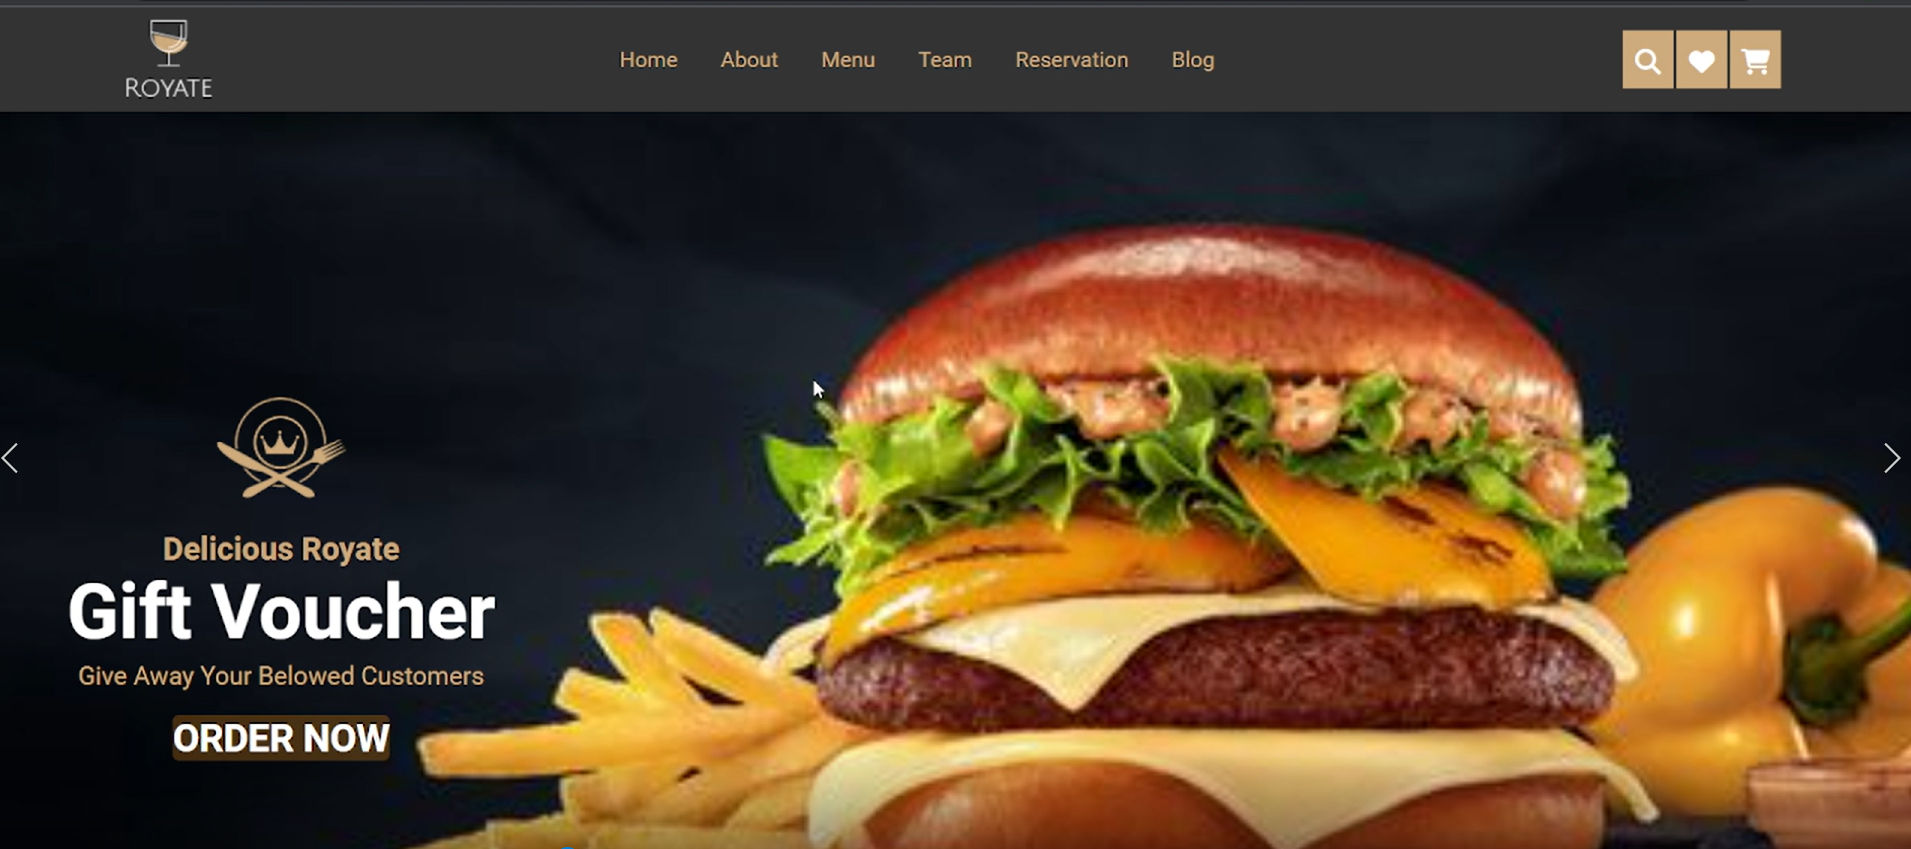 ROYATE
Home About Menu Team Reservation Blog
Delicious Royate
Gift Voucher
Give Away Your Belowed Customers
ORDER NOW